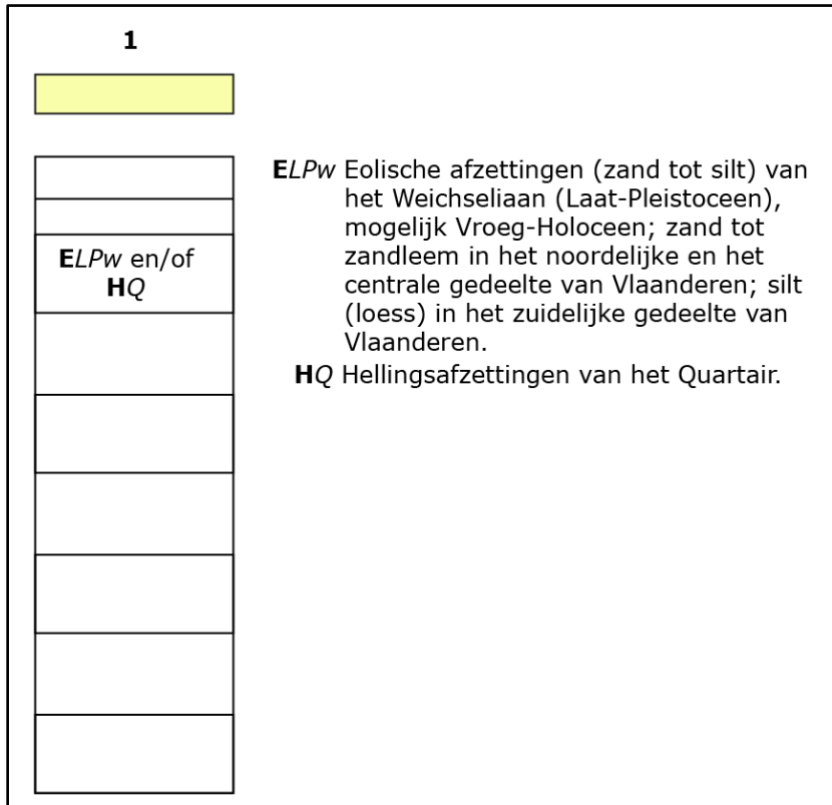 1
ELPw en/of
HQ
ELPw Eolische afzettingen (zand tot silt) van
het Weichseliaan (Laat-Pleistoceen),
mogelijk Vroeg-Holoceen; zand tot
zandleem in het noordelijke en het
centrale gedeelte van Vlaanderen; silt
(loess) in het zuidelijke gedeelte van
Vlaanderen.
HQ Hellingsafzettingen van het Quartair.